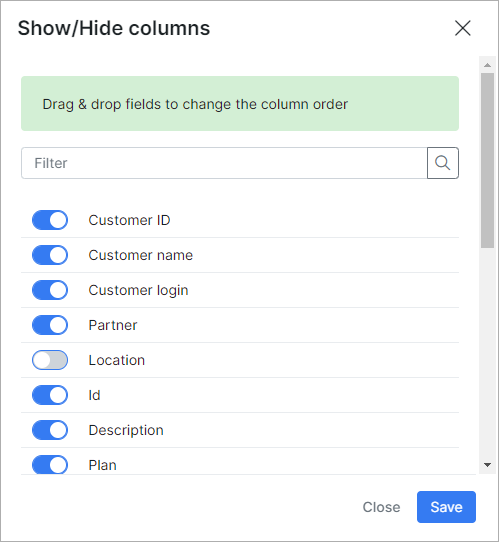 Show/Hide columns
Drag & drop fields to change the column order
Filter
Customer ID
Customer name
Customer login
Partner
Location
Id
Description
Plan
Close
Save